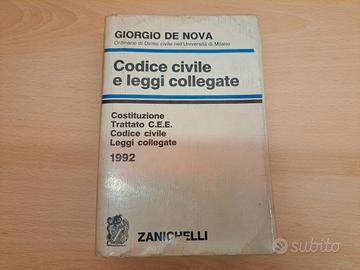 GIORGIO DE NOVA
Ordinario di Diritto civile nell'Università di Milano
Codice civile
e leggi collegate
Costituzione
Trattato C.E.E.
Codice civile
Leggi collegate
1992
ZANICHELLI
subito